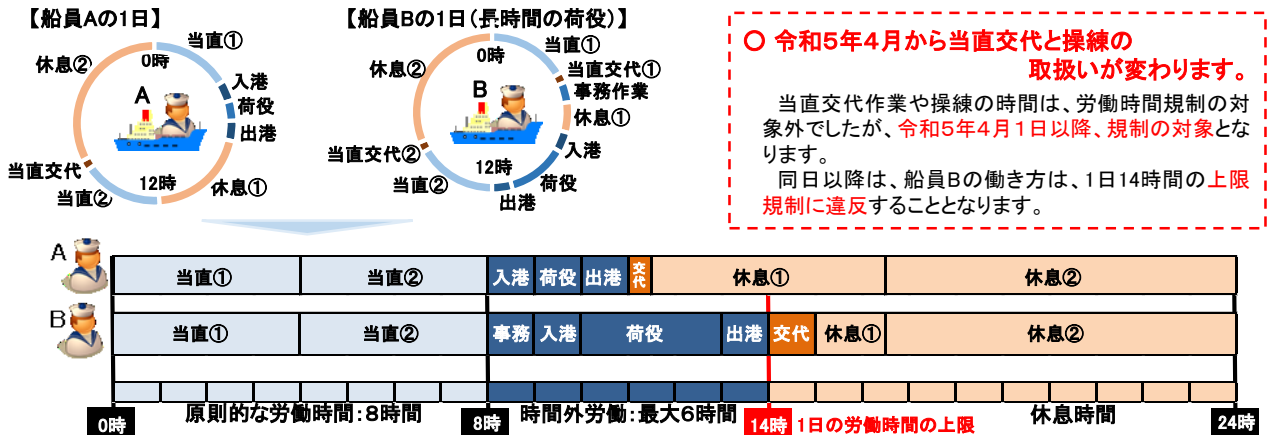 【船員Aの1日】
0時
当直①
入港
荷役
出港
休息①
12時
当直②
当直交代
休息②
A
【船員Bの1日(長時間の荷役)】
0時
当直①
当直交代①
事務作業
休息①
入港
荷役
出港
12時
当直②
当直交代②
休息②
B
○ 令和5年4月から当直交代と操練の
取扱いが変わります。
当直交代作業や操練の時間は、労働時間規制の対
象外でしたが、令和5年4月1日以降、規制の対象とな
ります。
同日以降は、船員Bの働き方は、1日14時間の上限
規制に違反することとなります。
A
当直① 当直② 入港 荷役 出港 交代 休息① 休息②
B
当直① 当直② 事務 入港 荷役 出港 交代 休息① 休息②
0時 原則的な労働時間:8時間 8時 時間外労働:最大6時間 14時 1日の労働時間の上限 休息時間 24時